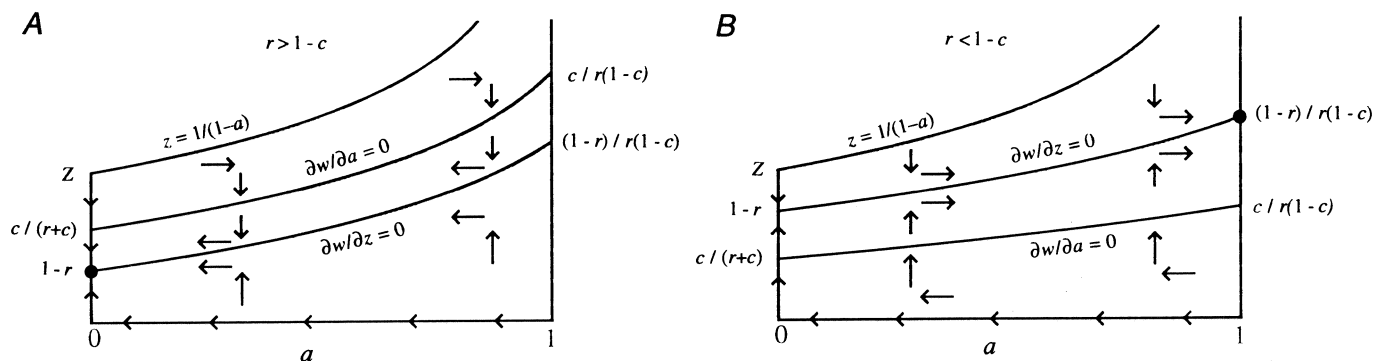 A
r > 1 - c
z = 1/(1–a)
∂w/∂a = 0
∂w/∂z = 0
Z
c / (r+c)
1 - r
c / r(1 - c)
(1 - r) / r(1 - c)
0
1
a
B
r < 1 - c
z = 1/(1–a)
∂w/∂z = 0
∂w/∂a = 0
Z
1 - r
c / (r+c)
(1 - r) / r(1 - c)
c / r(1 - c)
0
1
a